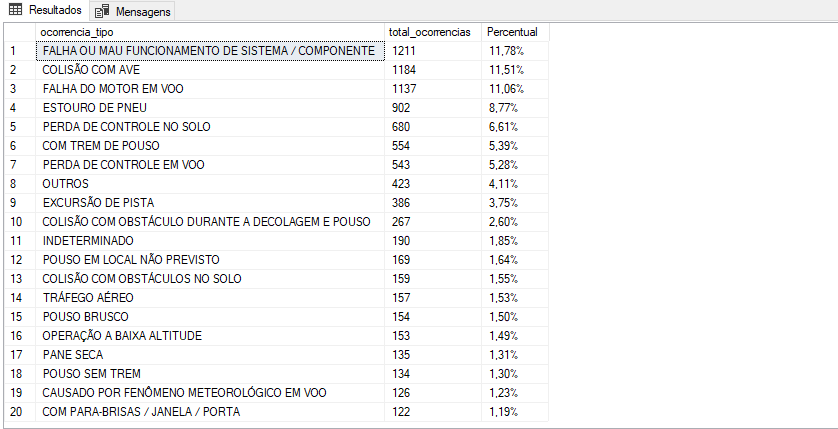 Resultados Mensagens
ocorrencia_tipo total_ocorrencias Percentual
1 FALHA OU MAU FUNCIONAMENTO DE SISTEMA / COMPONENTE 1211 11,78%
2 COLISÃO COM AVE 1184 11,51%
3 FALHA DO MOTOR EM VOO 1137 11,06%
4 ESTOURO DE PNEU 902 8,77%
5 PERDA DE CONTROLE NO SOLO 680 6,61%
6 COM TREM DE POUSO 554 5,39%
7 PERDA DE CONTROLE EM VOO 543 5,28%
8 OUTROS 423 4,11%
9 EXCURSÃO DE PISTA 386 3,75%
10 COLISÃO COM OBSTÁCULO DURANTE A DECOLAGEM E POUSO 267 2,60%
11 INDETERMINADO 190 1,85%
12 POUSO EM LOCAL NÃO PREVISTO 169 1,64%
13 COLISÃO COM OBSTÁCULOS NO SOLO 159 1,55%
14 TRÁFEGO AÉREO 157 1,53%
15 POUSO BRUSCO 154 1,50%
16 OPERAÇÃO A BAIXA ALTITUDE 153 1,49%
17 PANE SECA 135 1,31%
18 POUSO SEM TREM 134 1,30%
19 CAUSADO POR FENÔMENO METEOROLÓGICO EM VOO 126 1,23%
20 COM PARA-BRISAS / JANELA / PORTA 122 1,19%